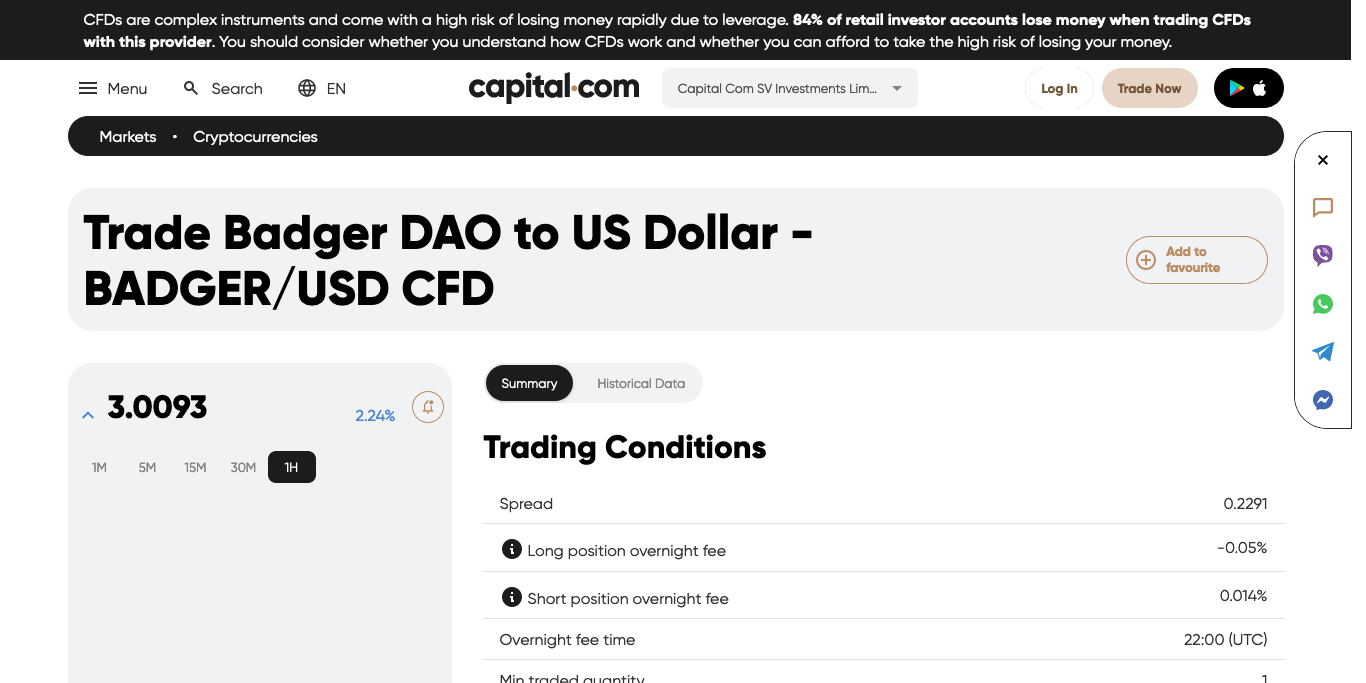 CFDs are complex instruments and come with a high risk of losing money rapidly due to leverage. 84% of retail investor accounts lose money when trading CFDs
with this provider. You should consider whether you understand how CFDs work and whether you can afford to take the high risk of losing your money.
Menu Search EN capital.com Capital Com SV Investments Lim... Log In Trade Now
Markets • Cryptocurrencies
Trade Badger DAO to US Dollar -
BADGER/USD CFD
Add to
favourite
3.0093 2.24%
1M 5M 15M 30M 1H
Summary Historical Data
Trading Conditions
Spread 0.2291
Long position overnight fee -0.05%
Short position overnight fee 0.014%
Overnight fee time 22:00 (UTC)
Min traded quantity 1